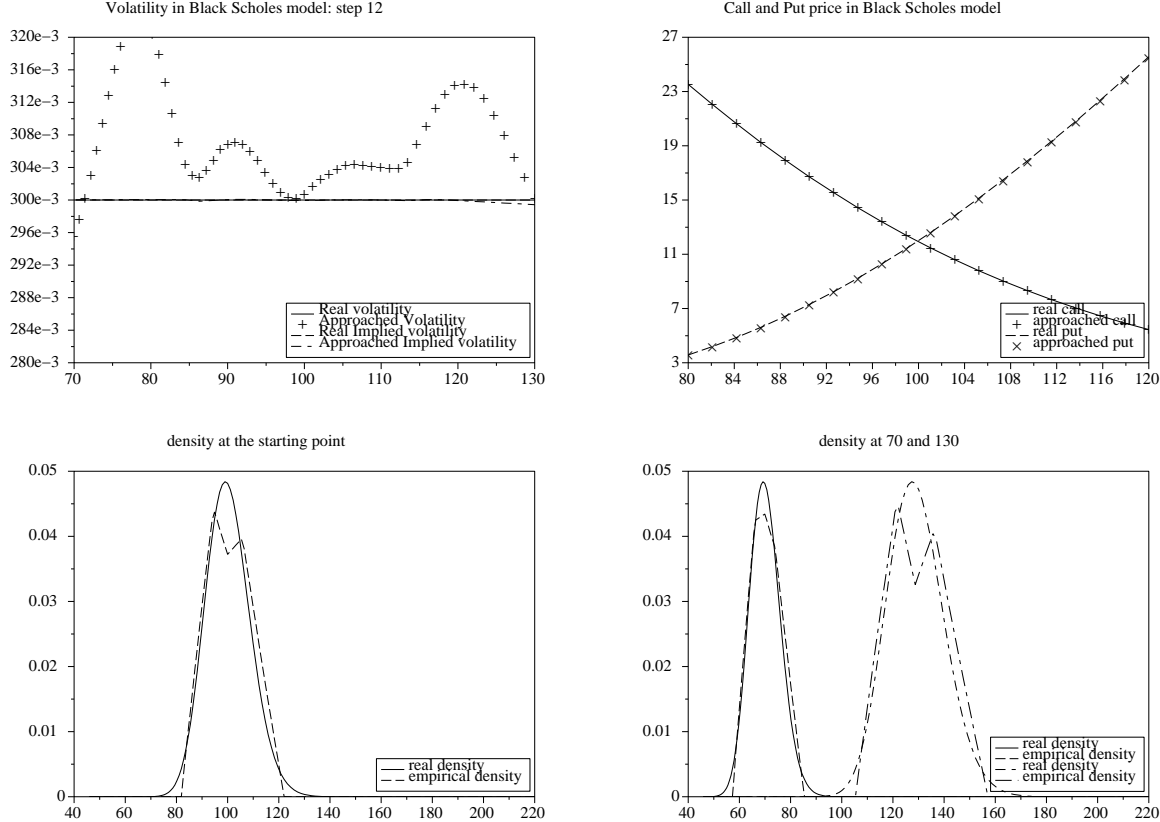 Volatility in Black Scholes model: step 12
320e−3
316e−3
312e−3
308e−3
304e−3
300e−3
296e−3
292e−3
288e−3
284e−3
280e−3
70 80 90 100 110 120 130
Real volatility
Approached Volatility
Real Implied volatility
Approached Implied volatility
Call and Put price in Black Scholes model
27
23
19
15
11
7
3
80 84 88 92 96 100 104 108 112 116 120
real call
approached call
real put
approached put
density at the starting point
0.05
0.04
0.03
0.02
0.01
0
40 60 80 100 120 140 160 180 200 220
real density
empirical density
density at 70 and 130
0.05
0.04
0.03
0.02
0.01
0
40 60 80 100 120 140 160 180 200 220
real density
empirical density
real density
empirical density